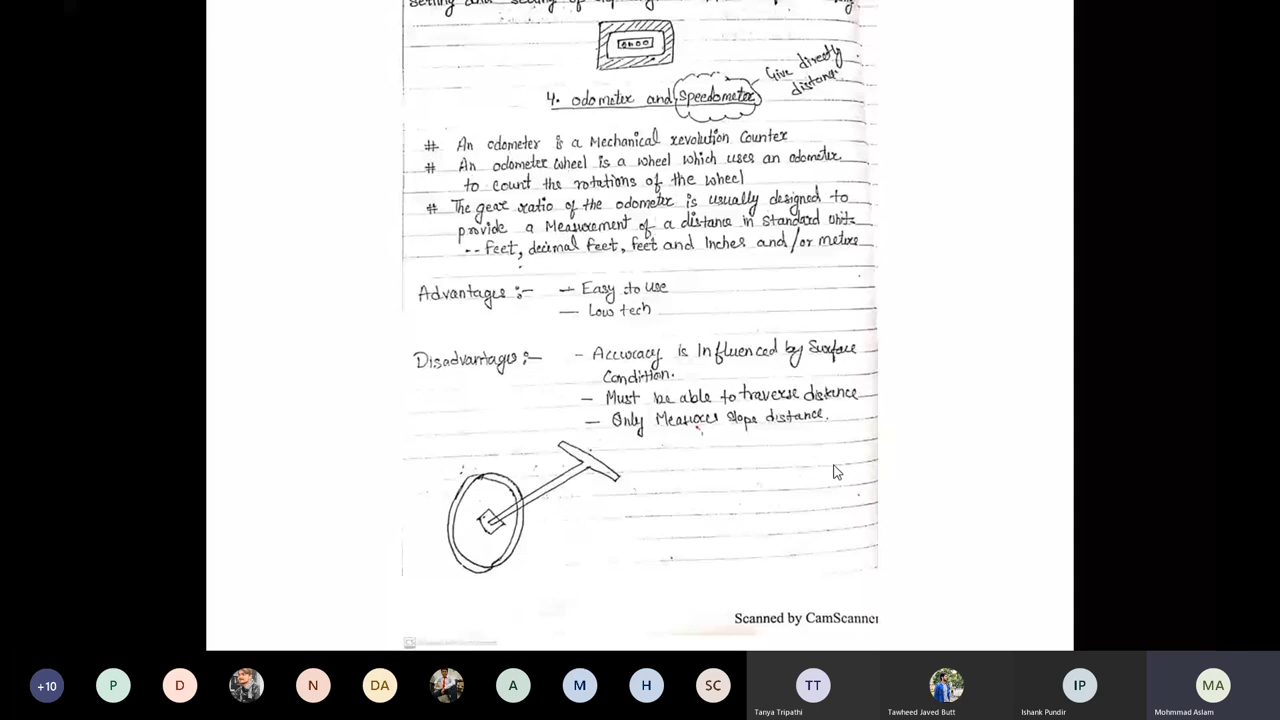 setting and
0000
Give directly
distance
4. odometer and Speedometer
# An odometer is a Mechanical revolution Counter
# An odometer wheel is a wheel which uses an odometer
to count the rotations of the wheel
# The gear ratio of the odometer is usually designed to
provide a Measurement of a distance in Standard units
-- feet, decimal feet, feet and Inches and/or meters
Advantages :- — Easy to use
— Low tech
Disadvantages :— - Accuracy is Influenced by Surface
Condition.
— Must be able to traverse distance
— Only Measures slope distance.
Scanned by CamScanner
+10 P D N DA A M H SC TT IP MA
Tanya Tripathi Tawheed Javed Butt Ishank Pundir Mohmmad Aslam